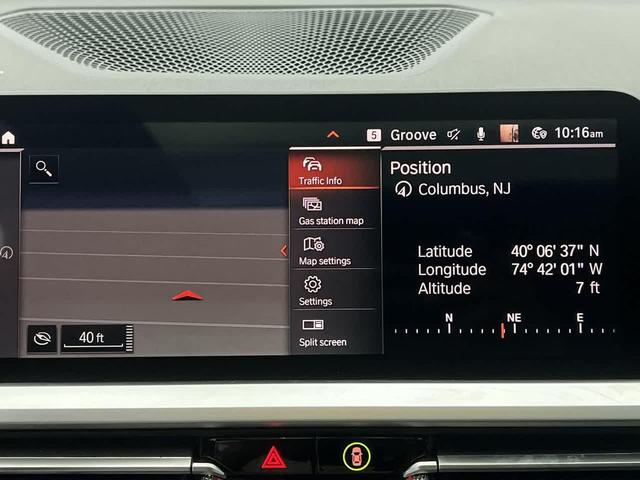 5 Groove 10:16am
Traffic Info
Gas station map
Map settings
Settings
Split screen
40 ft
Position
Columbus, NJ
Latitude 40° 06' 37" N
Longitude 74° 42' 01" W
Altitude 7 ft
N NE E